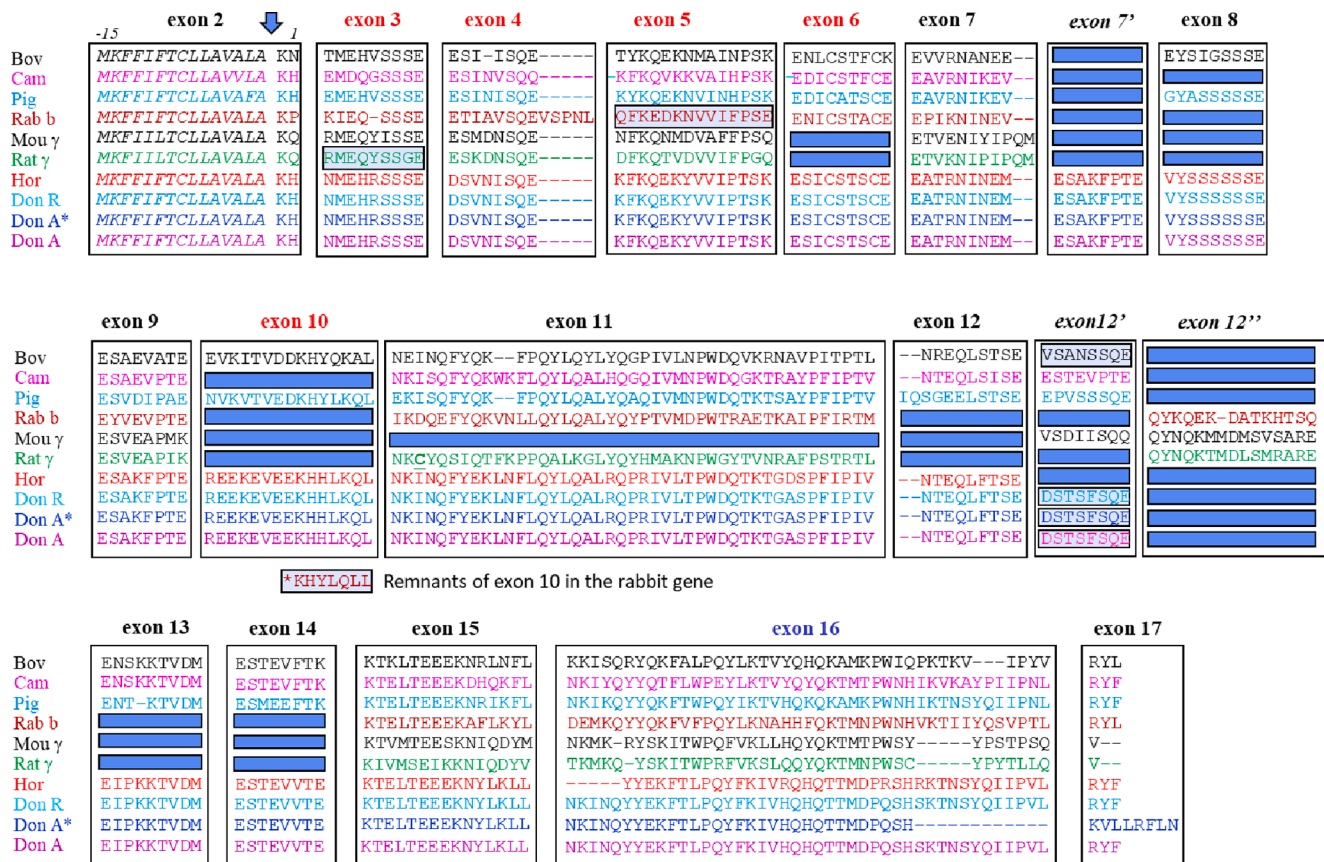 exon 2 exon 3 exon 4 exon 5 exon 6 exon 7 exon 7’ exon 8
-15 1
Bov MKFFIFTCLLAVALA KN TMEHVSSSE ESI-ISQE----- TYKQEKNMAINPSK ENLCSTFCK EVVRNANEE-- EYSIGSSSE
Cam MKFFIFTCLLAVVLA KH EMDQGSSSE ESINVSQQ----- KFKQVKKVAIHPSK EDICSTFCE EAVRNIKEV--
Pig MKFFIFTCLLAVAFA KH EMEHVSSSE ESINISQE----- KYKQEKNVINHPSK EDICATSCE EAVRNIKEV-- GYASSSSSE
Rab b MKFFIFTCLLAVALA KP KIEQ-SSSE ETIAVSQEVSPNL QFKEDKNVVIFPSE ENICSTACE EPIKNINEV--
Mou γ MKFIILTCLLAVALA KQ RMEQYISSE ESMDNSQE----- KFKQNMDVAFFPSQ ETVENIYIPQM
Rat γ MKFFIFTCLLAVALA KQ RMEQYSSGE ESKDNSQE----- DFKQTVDVVIFPGQ ETVKNIPIPQM
Hor MKFFIFTCLLAVALA KH NMEHRSSSE DSVNISQE----- KFKQEKYVVIPTSK ESICSTSCE EATRNINEM-- ESAKFPTE VYSSSSSSE
Don R MKFFIFTCLLAVALA KH NMEHRSSSE DSVNISQE----- KFKQEKYVVIPTSK ESICSTSCE EATRNINEM-- ESAKFPTE VYSSSSSSE
Don A* MKFFIFTCLLAVALA KH NMEHRSSSE DSVNISQE----- KFKQEKYVVIPTSK ESICSTSCE EATRNINEM-- ESAKFPTE VYSSSSSSE
Don A MKFFIFTCLLAVALA KH NMEHRSSSE DSVNISQE----- KFKQEKYVVIPTSK ESICSTSCE EATRNINEM-- ESAKFPTE VYSSSSSSE
exon 9 exon 10 exon 11 exon 12 exon12’ exon 12’’
Bov ESAEVATE EVKITVDDKHYQKAL NEINQFYQK--FPQYLQYLYQGPIVLNPWDQVKRNAVPITPTL --NREQLSTSE VSANSSQE
Cam ESAEVPTE NKISQFYQKWKFLQYLQALHQGQIVMNPWDQGKTRAYPFIPTV --NTEQLSISE ESTEVPTE
Pig ESVDIPAE NVKVTVEDKHYLKQL EKISQFYQK--FPQYLQALYQAQIVMNPWDQTKTSAYPFIPTV IQSGEELSTSE EPVSSSQE
Rab b EYVEVPTE IKDQEFYQKVNLLQYLQALYQYPTVMDPWTRAETKAIPFIRTM QYKQEK-DATKHTSQ
Mou γ ESVEAPMK VSDIISQQ QYNQKMMDMSVSARE
Rat γ ESVEAPIK NKCYQSIQTFKPPQALKGLYQYHMAKNPWGYTVNRAFPSTRTL QYNQKTMDLSMRARE
Hor ESAKFPTE REEKEVEEKHHLKQL NKINQFYEKLNFLQYLQALRQPRIVLTPWDQTKTGDSPFIPIV --NTEQLFTSE
Don R ESAKFPTE REEKEVEEKHHLKQL NKINQFYEKLNFLQYLQALRQPRIVLTPWDQTKTGASPFIPIV --NTEQLFTSE DSTSFSQE
Don A* ESAKFPTE REEKEVEEKHHLKQL NKINQFYEKLNFLQYLQALRQPRIVLTPWDQTKTGASPFIPIV --NTEQLFTSE DSTSFSQE
Don A ESAKFPTE REEKEVEEKHHLKQL NKINQFYEKLNFLQYLQALRQPRIVLTPWDQTKTGASPFIPIV --NTEQLFTSE DSTSFSQE
*KHYLQLL Remnants of exon 10 in the rabbit gene
exon 13 exon 14 exon 15 exon 16 exon 17
Bov ENSKKTVDM ESTEVFTK KTKLTEEEKNRLNFL KKISQRYQKFALPQYLKTVYQHQKAMKPWIQPKTKV---IPYV RYL
Cam ENSKKTVDM ESTEVFTK KTELTEEEKDHQKFL NKIYQYYQTFLWPEYLKTVYQYQKTMTPWNHIKVKAYPIIPNL RYF
Pig ENT-KTVDM ESMEEFTK KTELTEEEKNRIKFL NKINQYYQKFTWPQYIKTVHQKQKAMKPWNHIKTNSYQIIPNL RYF
Rab b KTELTEEEKAFLKYL DEMKQYYQKFVFPQYLKNAHHFQKTMNPWNHVKTIIYQSVPTL RYL
Mou γ KTVMTEESKNIQDYM NKMK-RYSKITWPQFVKLLHQYQKTMTPWSY-----YPSTPSQ V--
Rat γ KIVMSEIKKNIQDYV TKMKQ-YSKITWPRFVKSLQQYQKTMNPWSC-----YPYTLLQ V--
Hor EIPKKTVDM ESTEVVTE KTELTEEEKNYLKLL -----YYEKFTLPQYFKIVRQHQTTMDPRSHRKTNSYQIIPVL RYF
Don R EIPKKTVDM ESTEVVTE KTELTEEEKNYLKLL NKINQYYEKFTLPQYFKIVHQHQTTMDPQSHSKTNSYQIIPVL RYF
Don A* EIPKKTVDM ESTEVVTE KTELTEEEKNYLKLL NKINQYYEKFTLPQYFKIVHQHQTTMDPQSH------------ KVLLRFLN
Don A EIPKKTVDM ESTEVVTE KTELTEEEKNYLKLL NKINQYYEKFTLPQYFKIVHQHQTTMDPQSHSKTNSYQIIPVL RYF